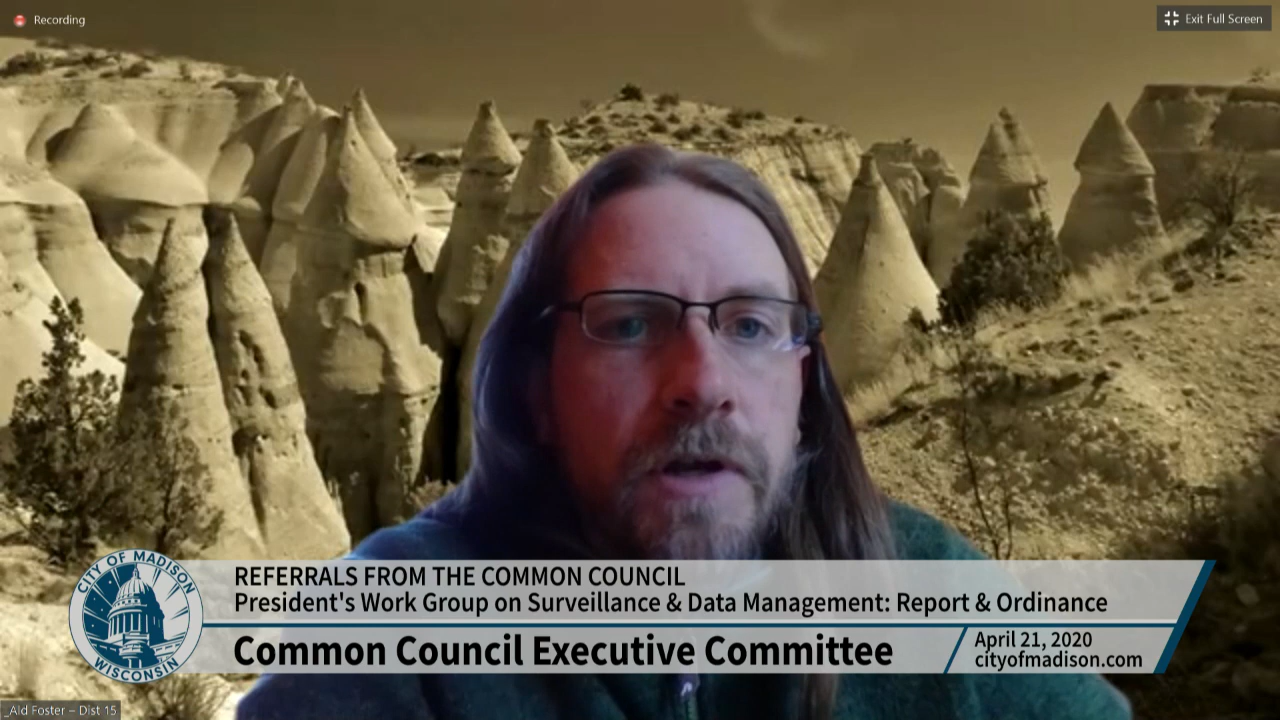 Recording
Exit Full Screen
CITY OF MADISON
WISCONSIN
REFERRALS FROM THE COMMON COUNCIL
President's Work Group on Surveillance & Data Management: Report & Ordinance
Common Council Executive Committee
April 21, 2020
cityofmadison.com
_Ald Foster – Dist 15